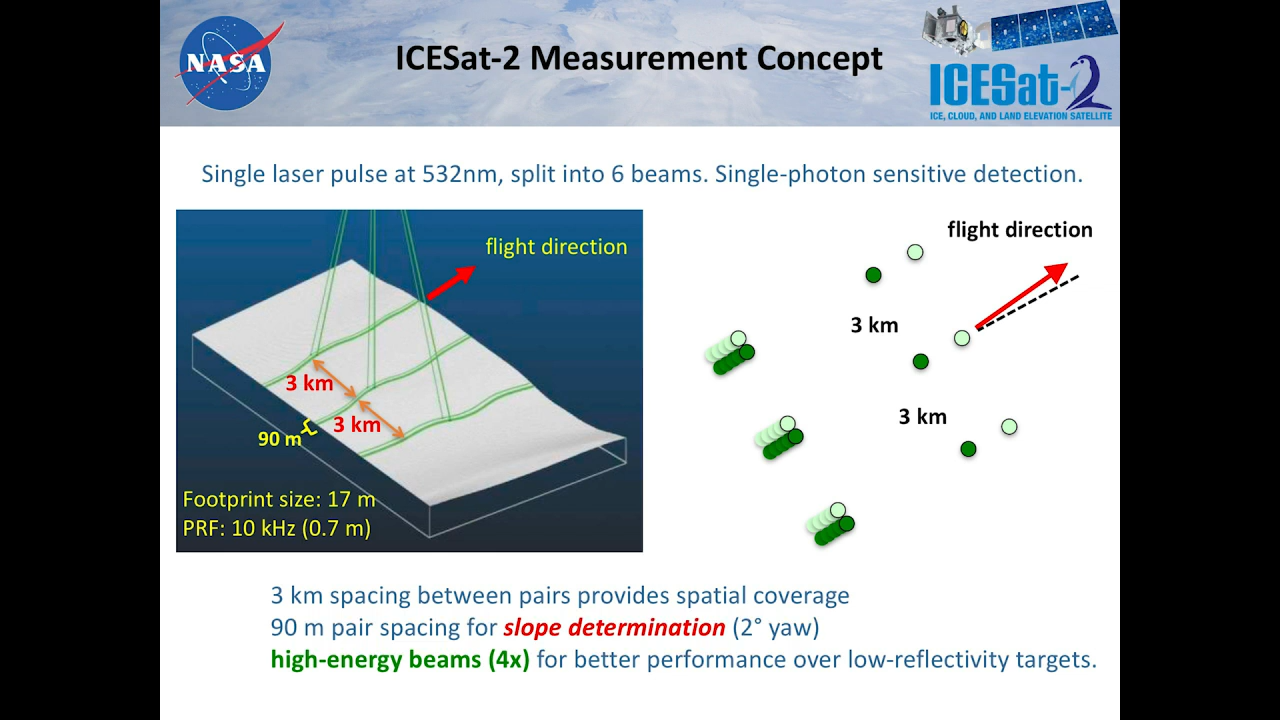 NASA
ICESat-2 Measurement Concept
ICESat-2
ICE, CLOUD, AND LAND ELEVATION SATELLITE
Single laser pulse at 532nm, split into 6 beams. Single-photon sensitive detection.
flight direction
3 km
3 km
90 m
Footprint size: 17 m
PRF: 10 kHz (0.7 m)
flight direction
3 km
3 km
3 km spacing between pairs provides spatial coverage
90 m pair spacing for slope determination (2° yaw)
high-energy beams (4x) for better performance over low-reflectivity targets.